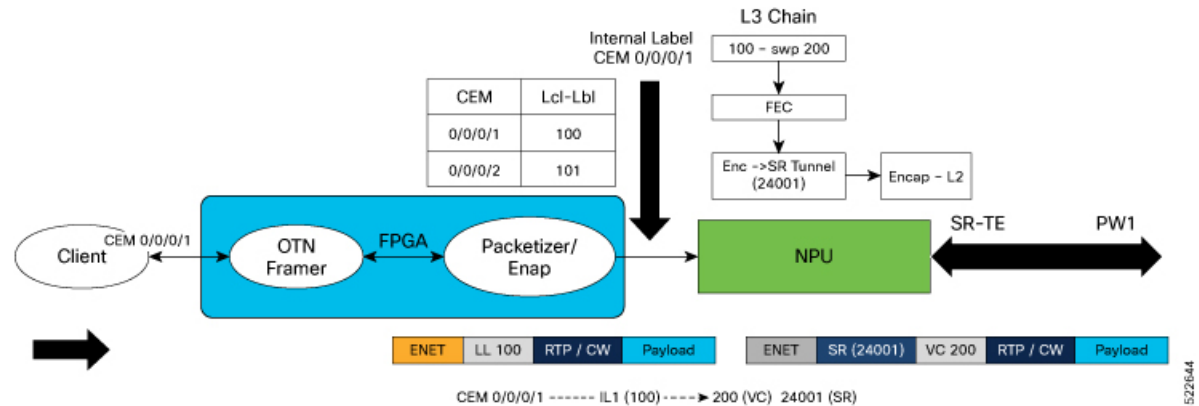 L3 Chain
Internal Label
CEM 0/0/0/1
100 – swp 200
FEC
Enc ->SR Tunnel
(24001)
Encap – L2
CEM Lcl-Lbl
0/0/0/1 100
0/0/0/2 101
Client
CEM 0/0/0/1
OTN
Framer
FPGA
Packetizer/
Enap
NPU
SR-TE
PW1
ENET LL 100 RTP / CW Payload
ENET SR (24001) VC 200 RTP / CW Payload
CEM 0/0/0/1 ------ IL1 (100) ----> 200 (VC) 24001 (SR)
522644